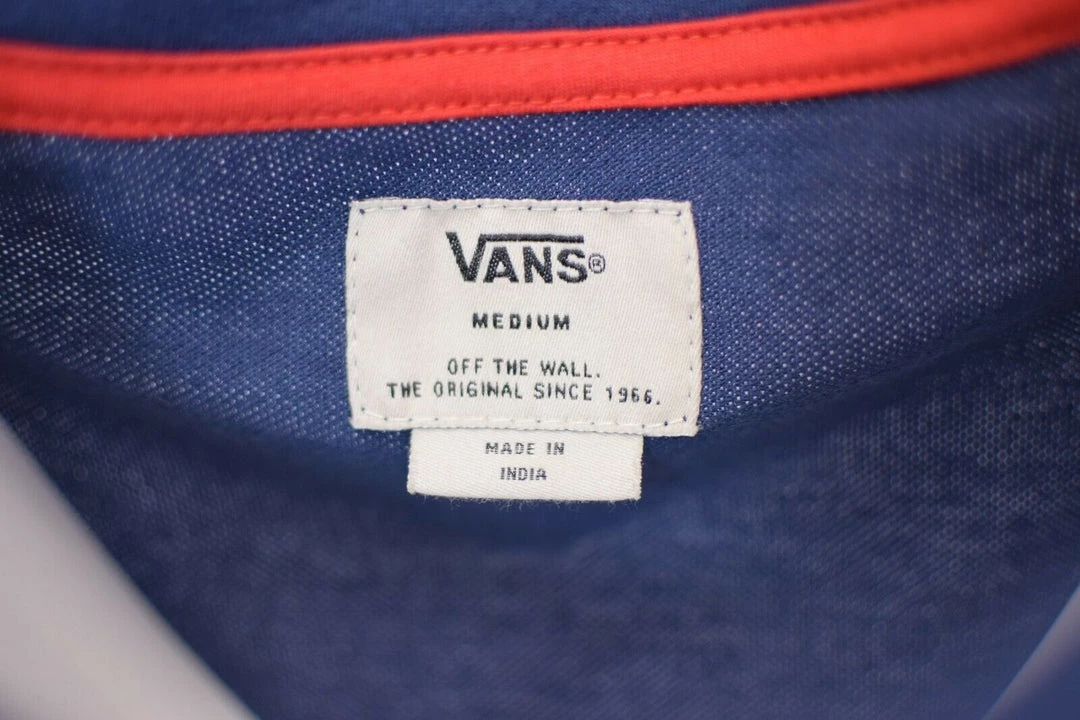 VANS®
MEDIUM
OFF THE WALL.
THE ORIGINAL SINCE 1966.
MADE IN
INDIA